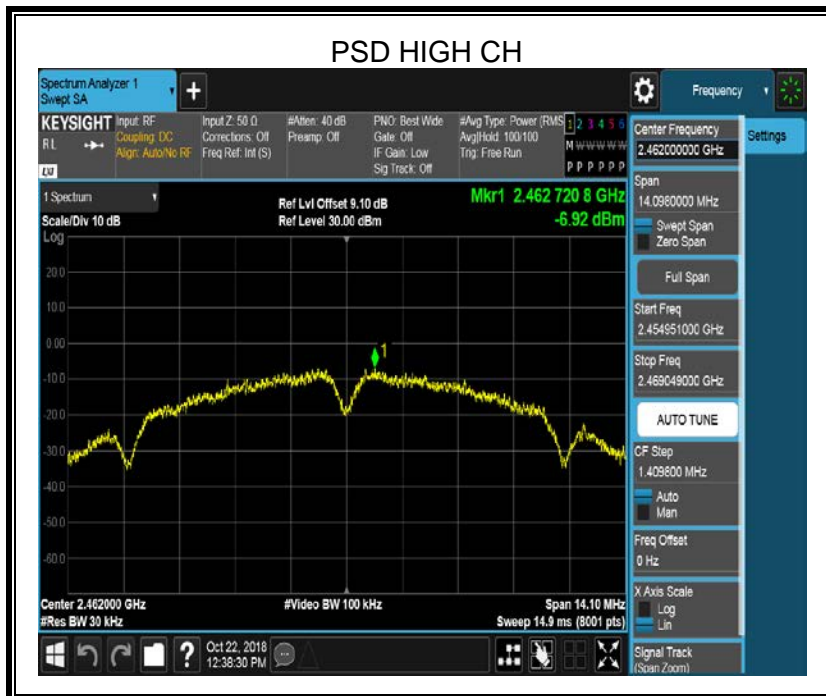 PSD HIGH CH
Spectrum Analyzer 1
Swept SA
Frequency
KEYSIGHT
RL
Input: RF
Coupling: DC
Align: Auto/No RF
Input Z: 50 Ω
Corrections: Off
Freq Ref: Int (S)
#Atten: 40 dB
Preamp: Off
PNO: Best Wide
Gate: Off
IF Gain: Low
Sig Track: Off
#Avg Type: Power (RMS
Avg|Hold: 100/100
Trig: Free Run
1 2 3 4 5 6
M W W W W W
P P P P P P
1 Spectrum
Scale/Div 10 dB
Log
Ref Lvl Offset 9.10 dB
Ref Level 30.00 dBm
Mkr1 2.462 720 8 GHz
-6.92 dBm
20.0
10.0
0.00
-10.0
-20.0
-30.0
-40.0
-50.0
-60.0
1
Center 2.462000 GHz
#Res BW 30 kHz
#Video BW 100 kHz
Span 14.10 MHz
Sweep 14.9 ms (8001 pts)
Oct 22, 2018
12:38:30 PM
Center Frequency
2.462000000 GHz
Span
14.0980000 MHz
Swept Span
Zero Span
Full Span
Start Freq
2.454951000 GHz
Stop Freq
2.469049000 GHz
AUTO TUNE
CF Step
1.409800 MHz
Auto
Man
Freq Offset
0 Hz
X Axis Scale
Log
Lin
Signal Track
(Span Zoom)
Settings